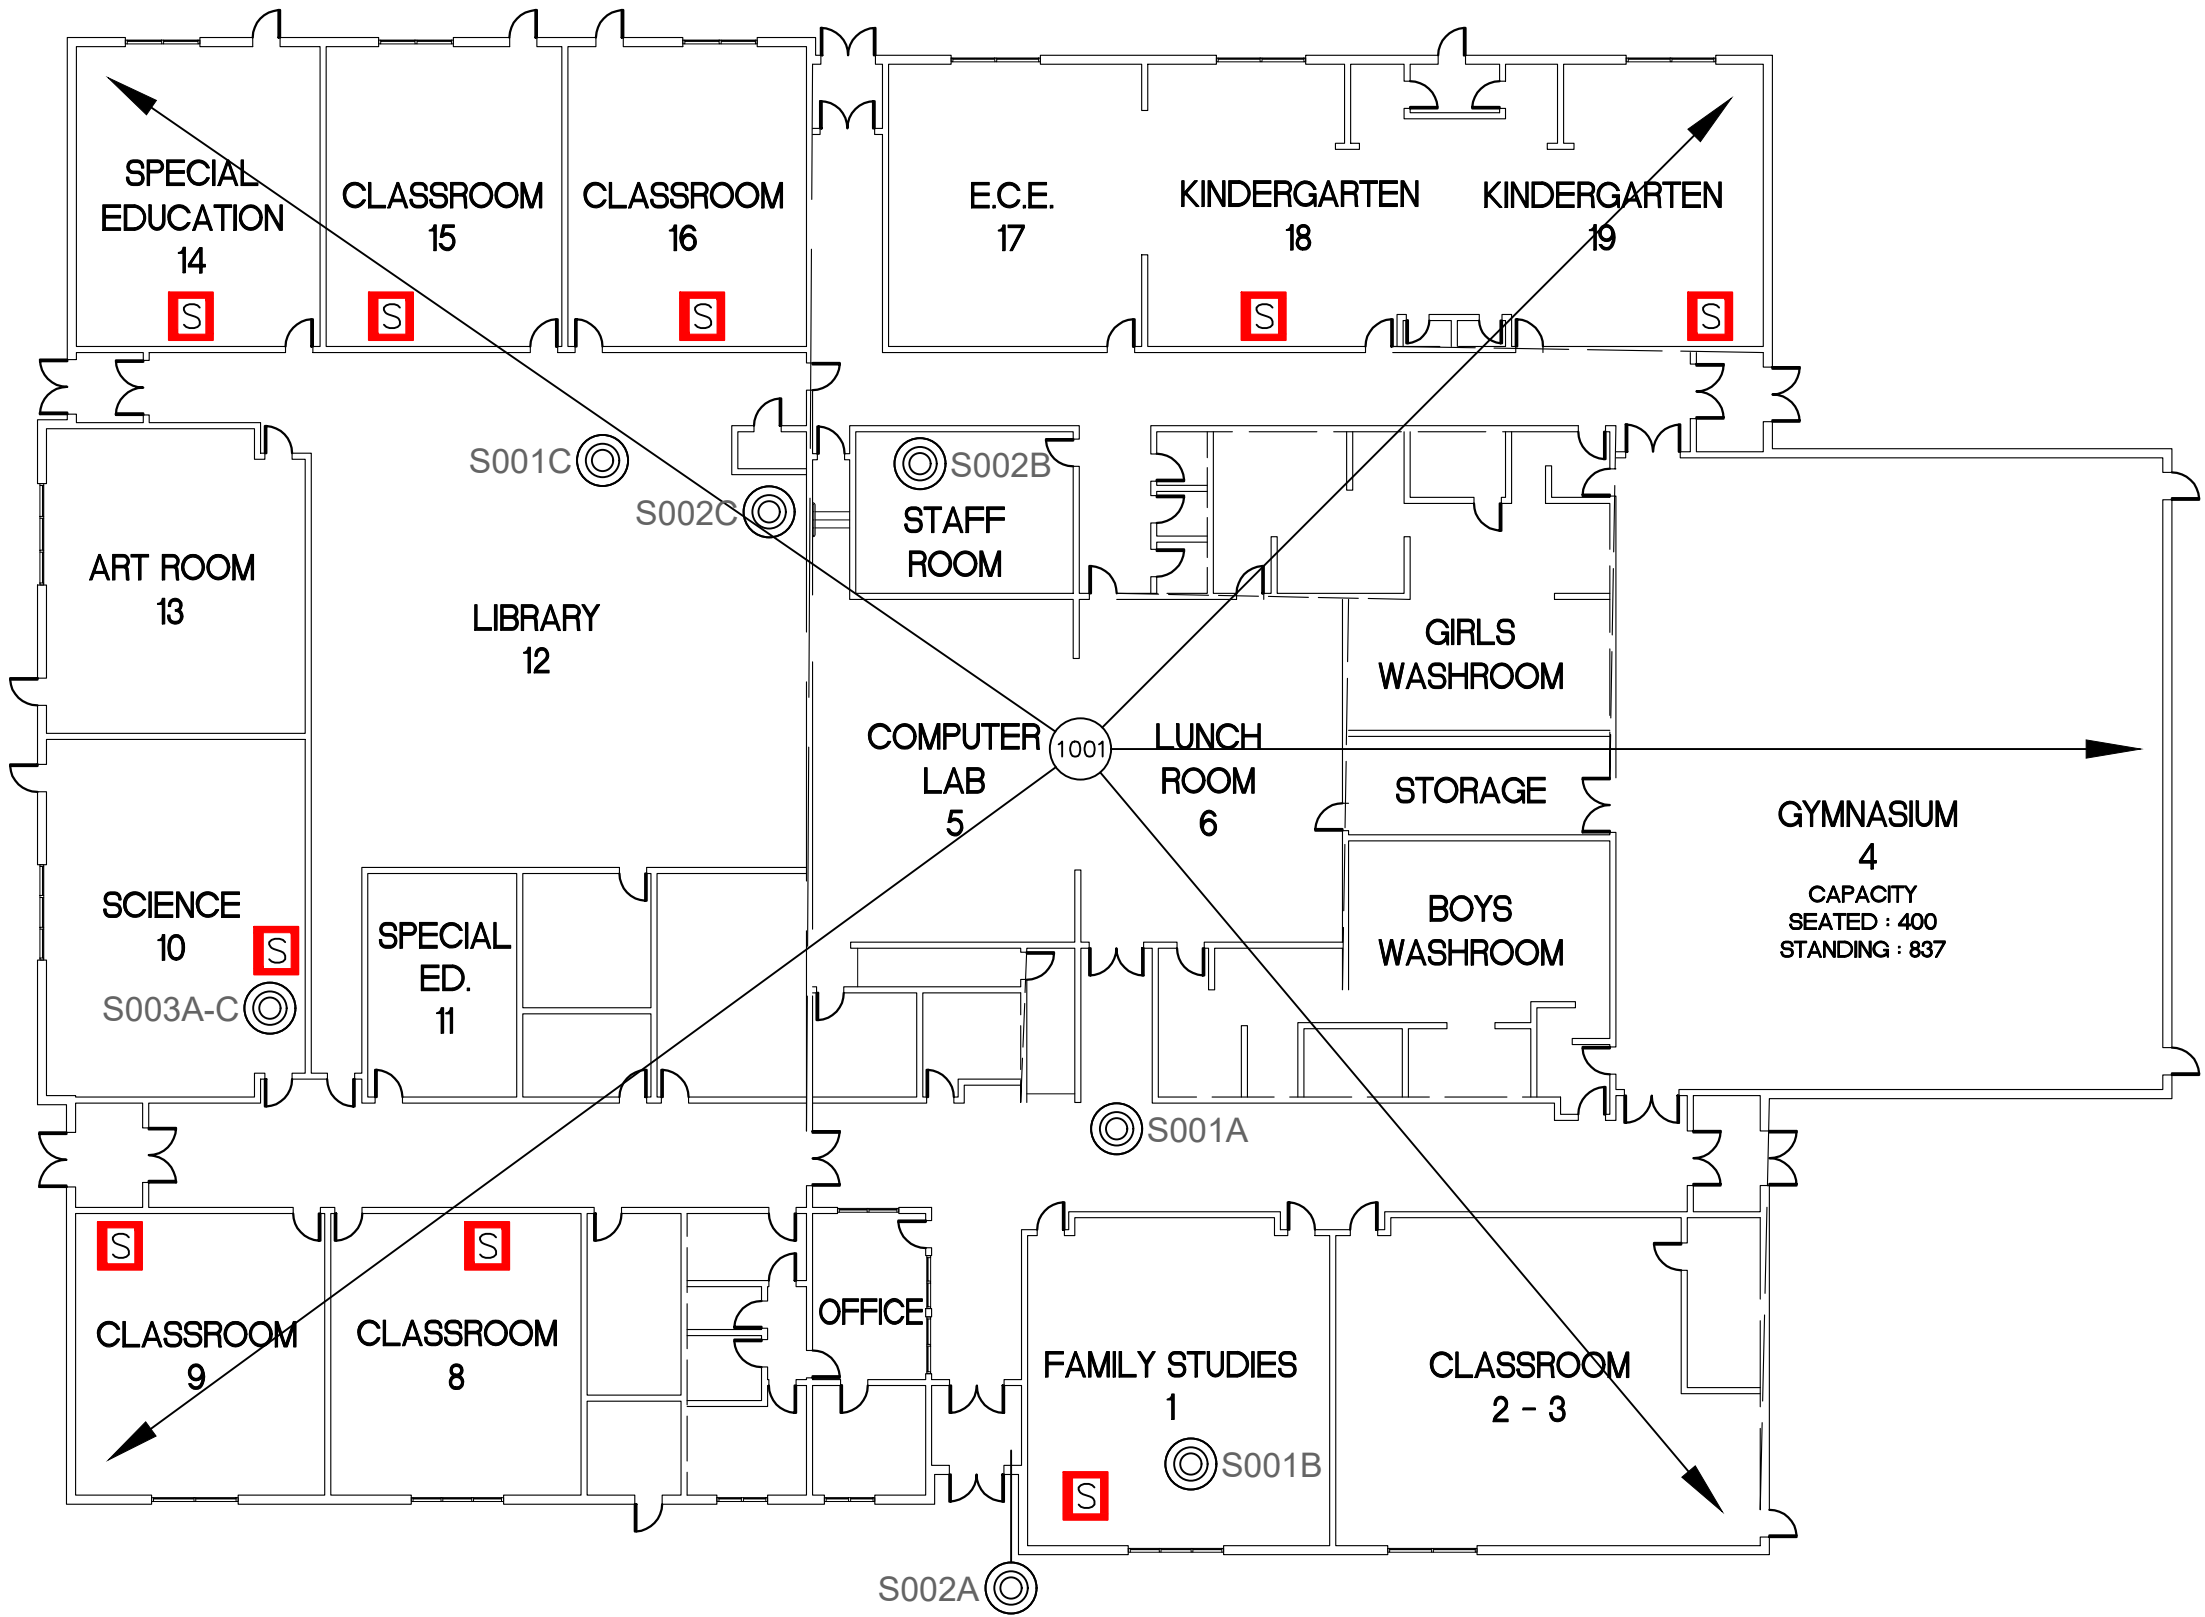 SPECIAL
EDUCATION
14
S
CLASSROOM
15
S
CLASSROOM
16
S
E.C.E.
17
KINDERGARTEN
18
S
KINDERGARTEN
19
S
S001C
S002C
S002B
STAFF
ROOM
ART ROOM
13
LIBRARY
12
GIRLS
WASHROOM
COMPUTER
LAB
5
1001
LUNCH
ROOM
6
STORAGE
GYMNASIUM
4
CAPACITY
SEATED : 400
STANDING : 837
SCIENCE
10
S
S003A-C
SPECIAL
ED.
11
BOYS
WASHROOM
S001A
S
CLASSROOM
9
S
CLASSROOM
8
OFFICE
FAMILY STUDIES
1
S
S001B
CLASSROOM
2 - 3
S002A